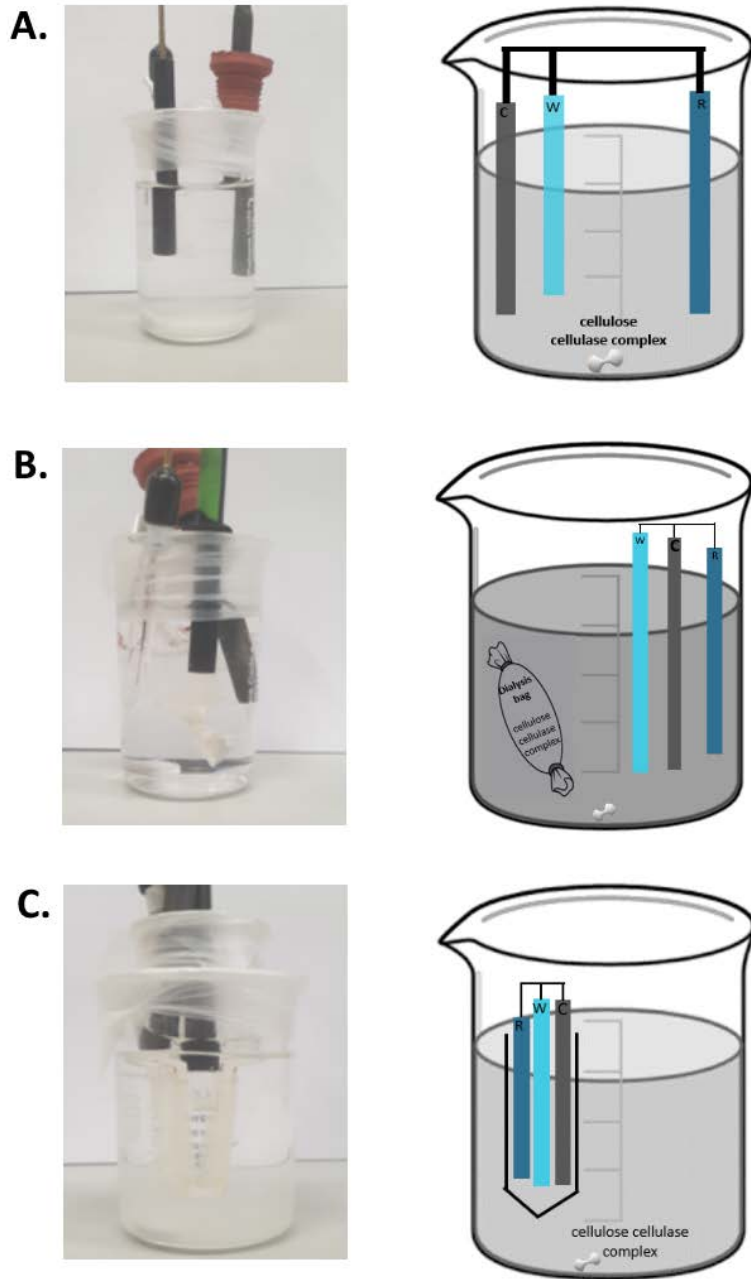 A.
C
W
R
cellulose
cellulase complex
B.
W
C
R
Dialysis
bag
cellulose
cellulase
complex
C.
R
W
C
cellulose cellulase
complex